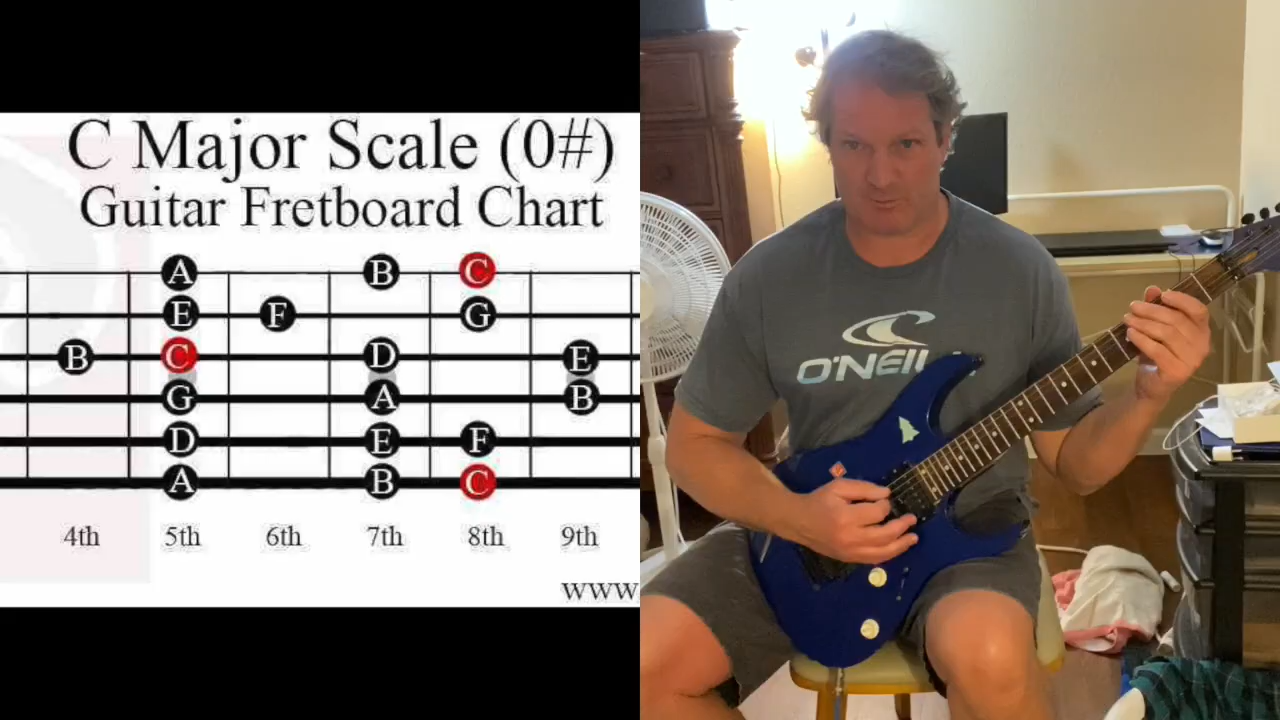 C Major Scale (0#)
Guitar Fretboard Chart
A B C
E F G
B C D E
G A B
D E F
A B C
4th 5th 6th 7th 8th 9th
www
O'NEILL